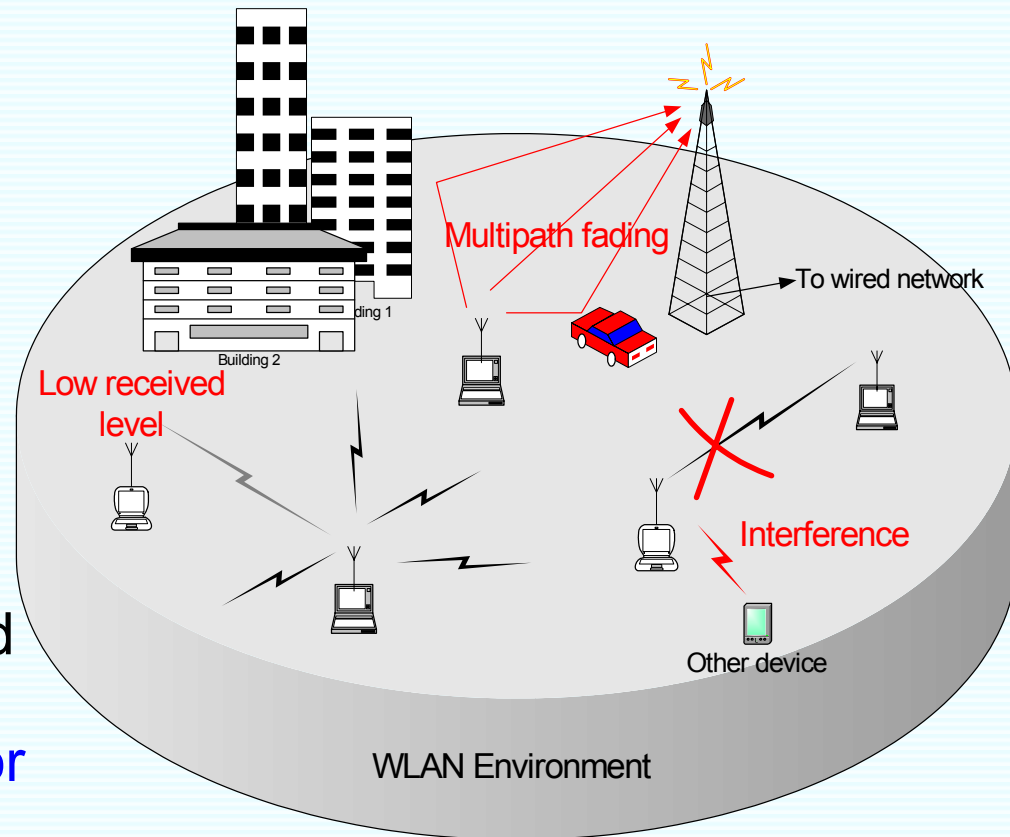 Multipath fading
To wired network
ding 1
Building 2
Low received
level
Interference
Other device
d
or
WLAN Environment